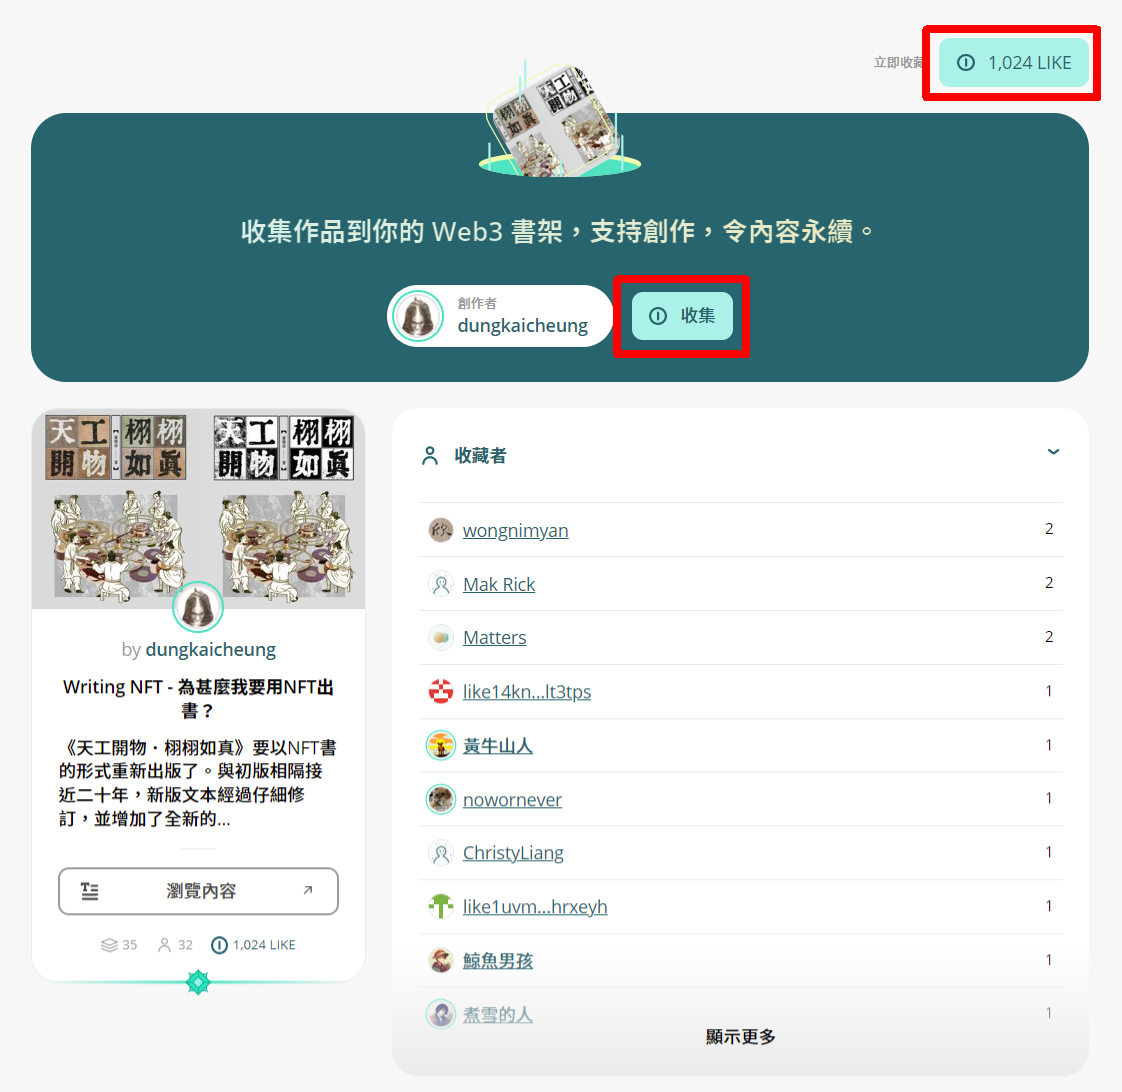 立即收藏
1,024 LIKE
收集作品到你的 Web3 書架，支持創作，令內容永續。
創作者
dungkaicheung
收集
天工
開物
栩栩
如真
天工
開物
栩栩
如真
by dungkaicheung
Writing NFT - 為甚麼我要用NFT出
書？
《天工開物．栩栩如真》要以NFT書
的形式重新出版了。與初版相隔接
近二十年，新版文本經過仔細修
訂，並增加了全新的...
瀏覽內容
35
32
1,024 LIKE
收藏者
wongnimyan 2
Mak Rick 2
Matters 2
like14kn...lt3tps 1
黃牛山人 1
nowornever 1
ChristyLiang 1
like1uvm...hrxeyh 1
鯨魚男孩 1
煮雪的人 1
顯示更多